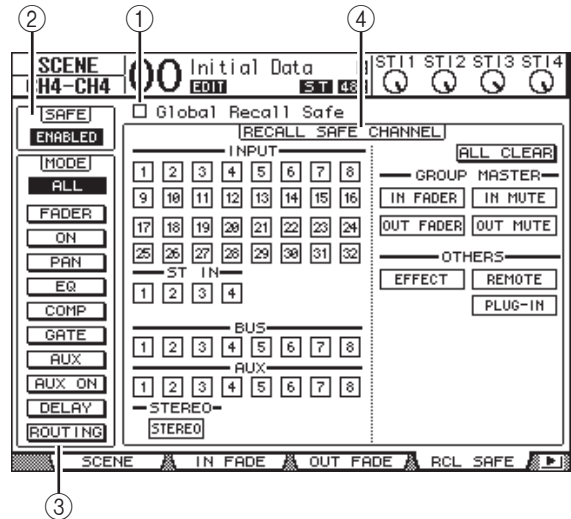 ② ① ④
SCENE 00 Initial Data STI1 STI2 STI3 STI4
CH4-CH4 EDIT ST 48
SAFE Global Recall Safe
ENABLED RECALL SAFE CHANNEL
MODE INPUT ALL CLEAR
ALL 1 2 3 4 5 6 7 8 GROUP MASTER
FADER 9 10 11 12 13 14 15 16 IN FADER IN MUTE
ON 17 18 19 20 21 22 23 24 OUT FADER OUT MUTE
PAN 25 26 27 28 29 30 31 32 OTHERS
EQ ST IN EFFECT REMOTE
COMP 1 2 3 4 PLUG-IN
GATE BUS
AUX 1 2 3 4 5 6 7 8
AUX ON AUX
1 2 3 4 5 6 7 8
DELAY STEREO
ROUTING STEREO
SCENE IN FADE OUT FADE RCL SAFE
③